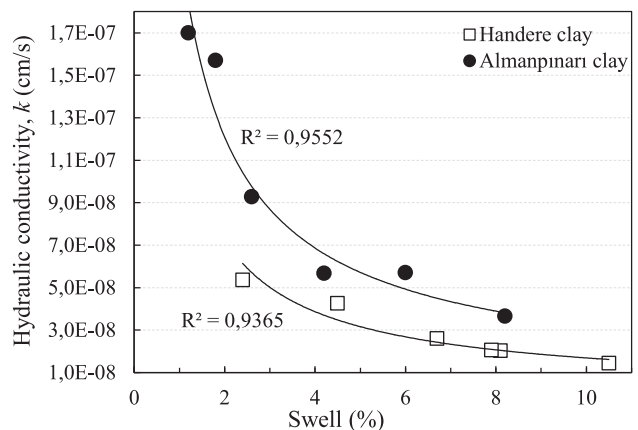 Hydraulic conductivity, k (cm/s)
1,7E-07
1,5E-07
1,3E-07
1,1E-07
9,0E-08
7,0E-08
5,0E-08
3,0E-08
1,0E-08
Handere clay
Almanpınarı clay
R² = 0,9552
R² = 0,9365
0 2 4 6 8 10
Swell (%)